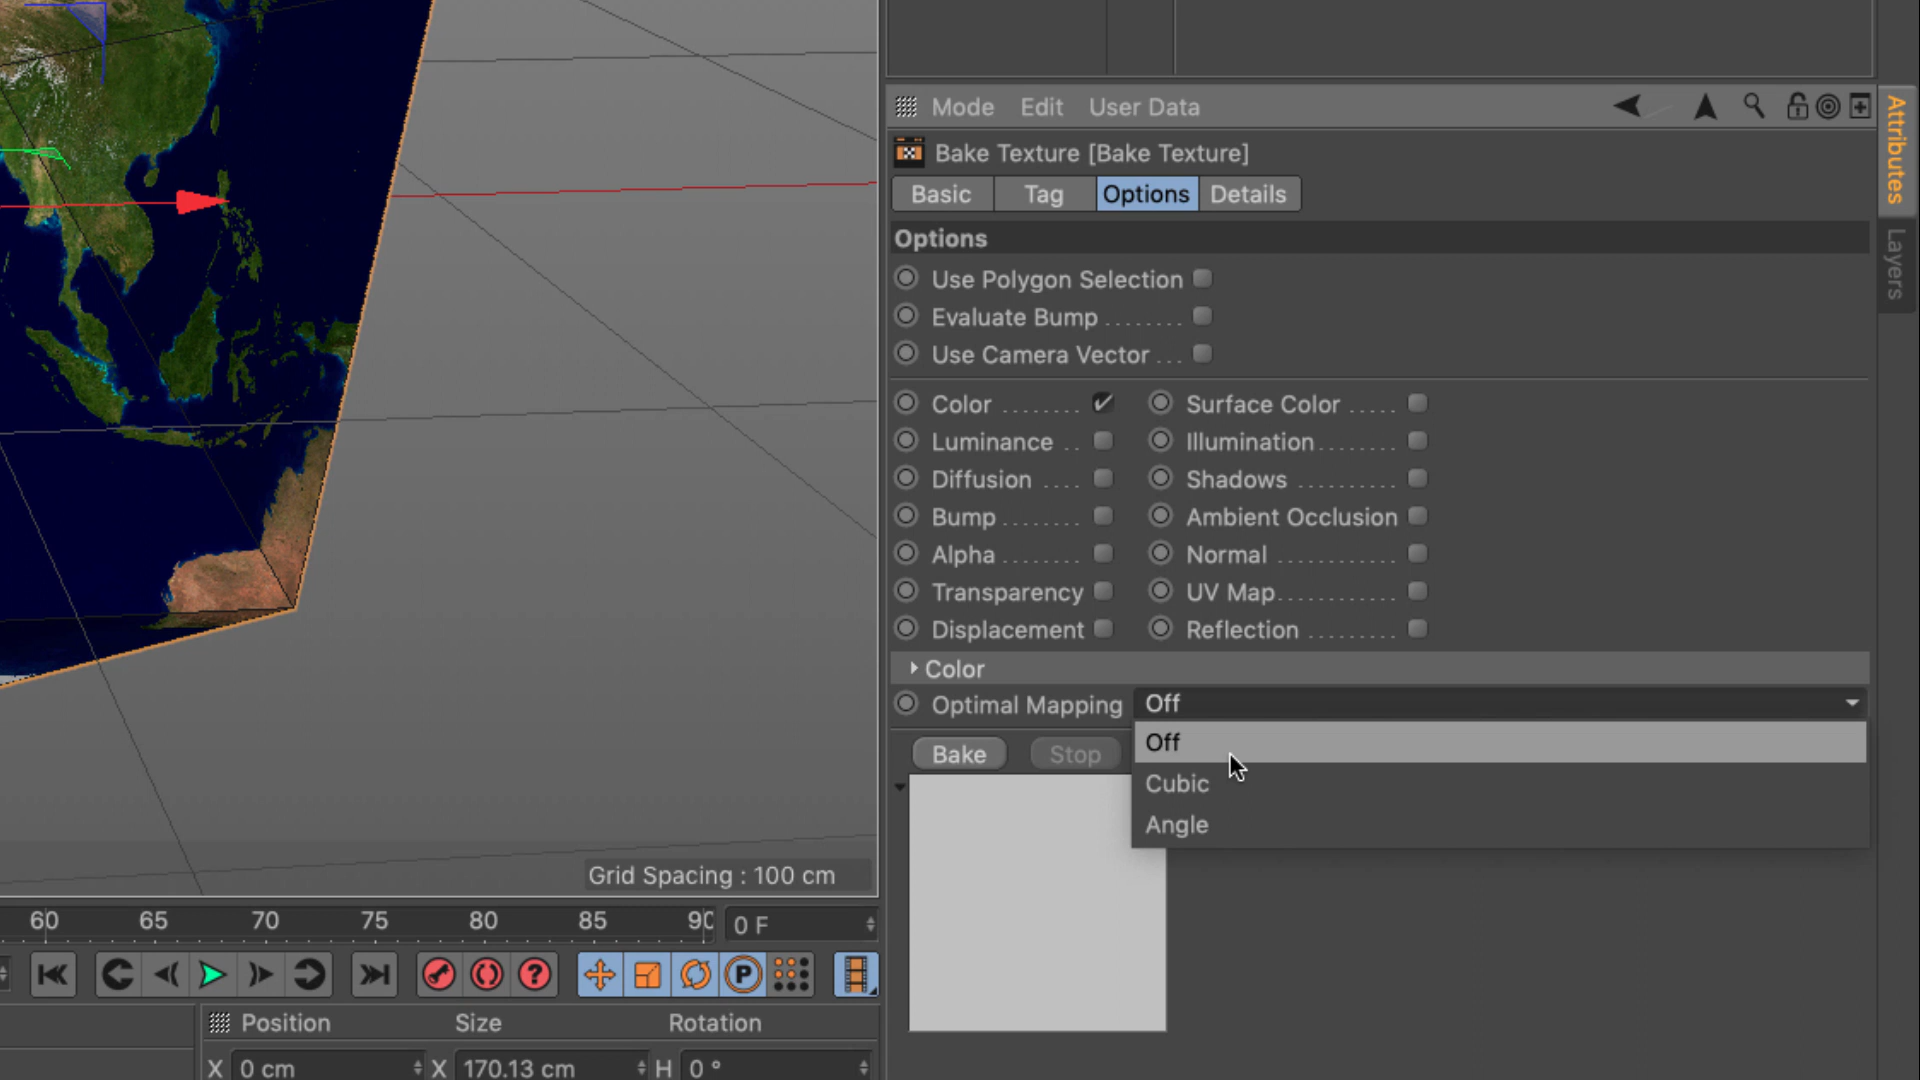 Mode Edit User Data
Attributes
Layers
Bake Texture [Bake Texture]
Basic Tag Options Details
Options
Use Polygon Selection
Evaluate Bump ........
Use Camera Vector ...
Color ........ Surface Color .....
Luminance .. Illumination ........
Diffusion .... Shadows ..........
Bump ........ Ambient Occlusion
Alpha ........ Normal ............
Transparency UV Map ............
Displacement Reflection .........
Color
Optimal Mapping Off
Off
Cubic
Angle
Bake Stop
Grid Spacing : 100 cm
60 65 70 75 80 85 90 0 F
? P
Position Size Rotation
X 0 cm X 170.13 cm H 0 °